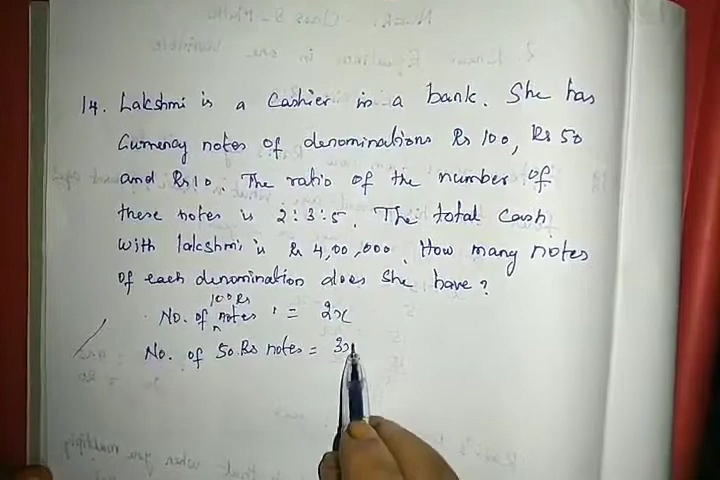 14. Lakshmi is a cashier in a bank. She has
Currency notes of denominations Rs 100, Rs 50
and Rs 10. The ratio of the number of
these notes is 2:3:5. The total cash
with lakshmi is Rs 4,00,000. How many notes
of each denomination does She have?
100 Rs
No. of notes = 2x
No. of 50 Rs notes = 3x